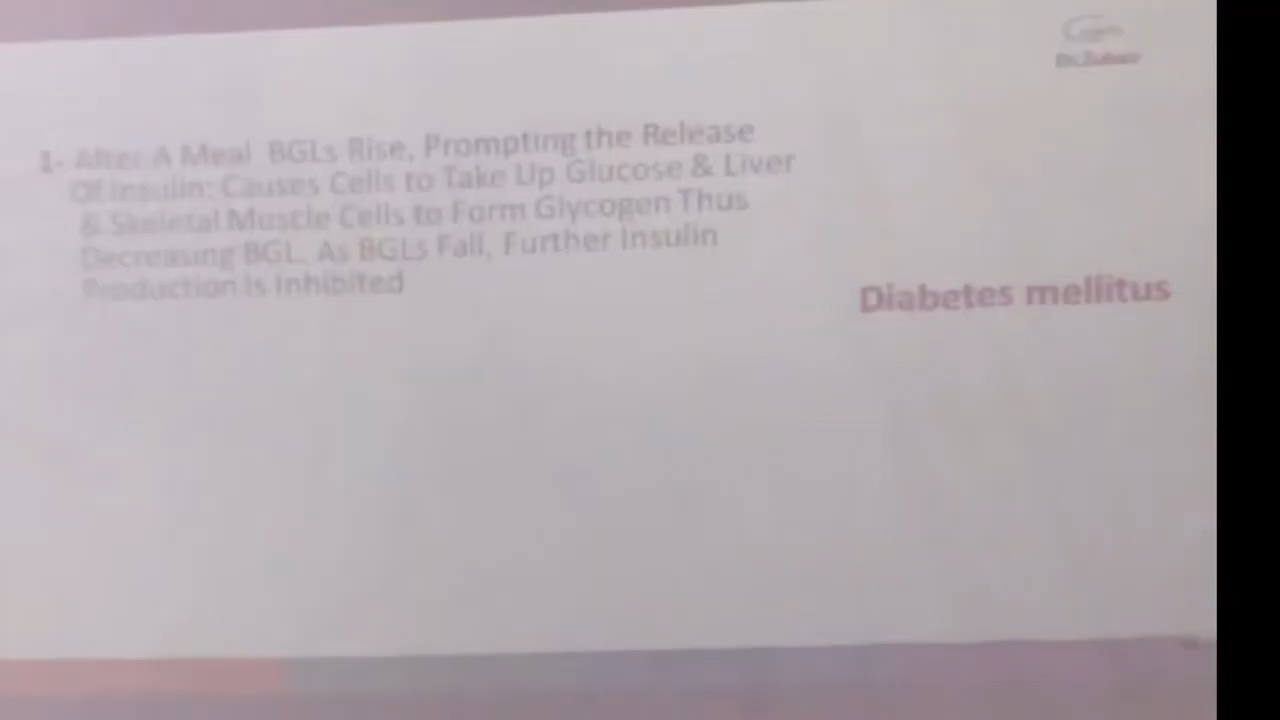 1- After A Meal BGLs Rise, Prompting the Release
Of Insulin: Causes Cells to Take Up Glucose & Liver
& Skeletal Muscle Cells to Form Glycogen Thus
Decreasing BGL. As BGLs Fall, Further Insulin
Production is Inhibited
Diabetes mellitus